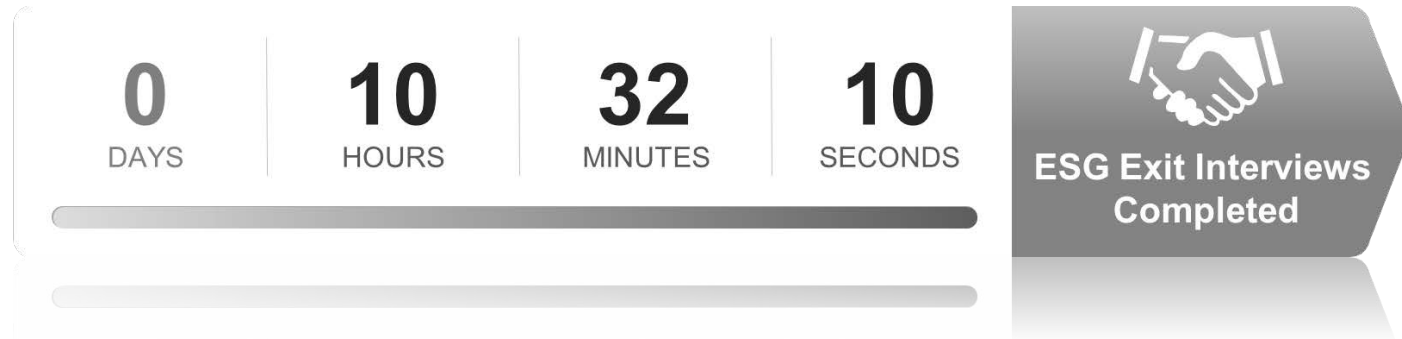 0 10 32 10
DAYS HOURS MINUTES SECONDS
ESG Exit Interviews
Completed